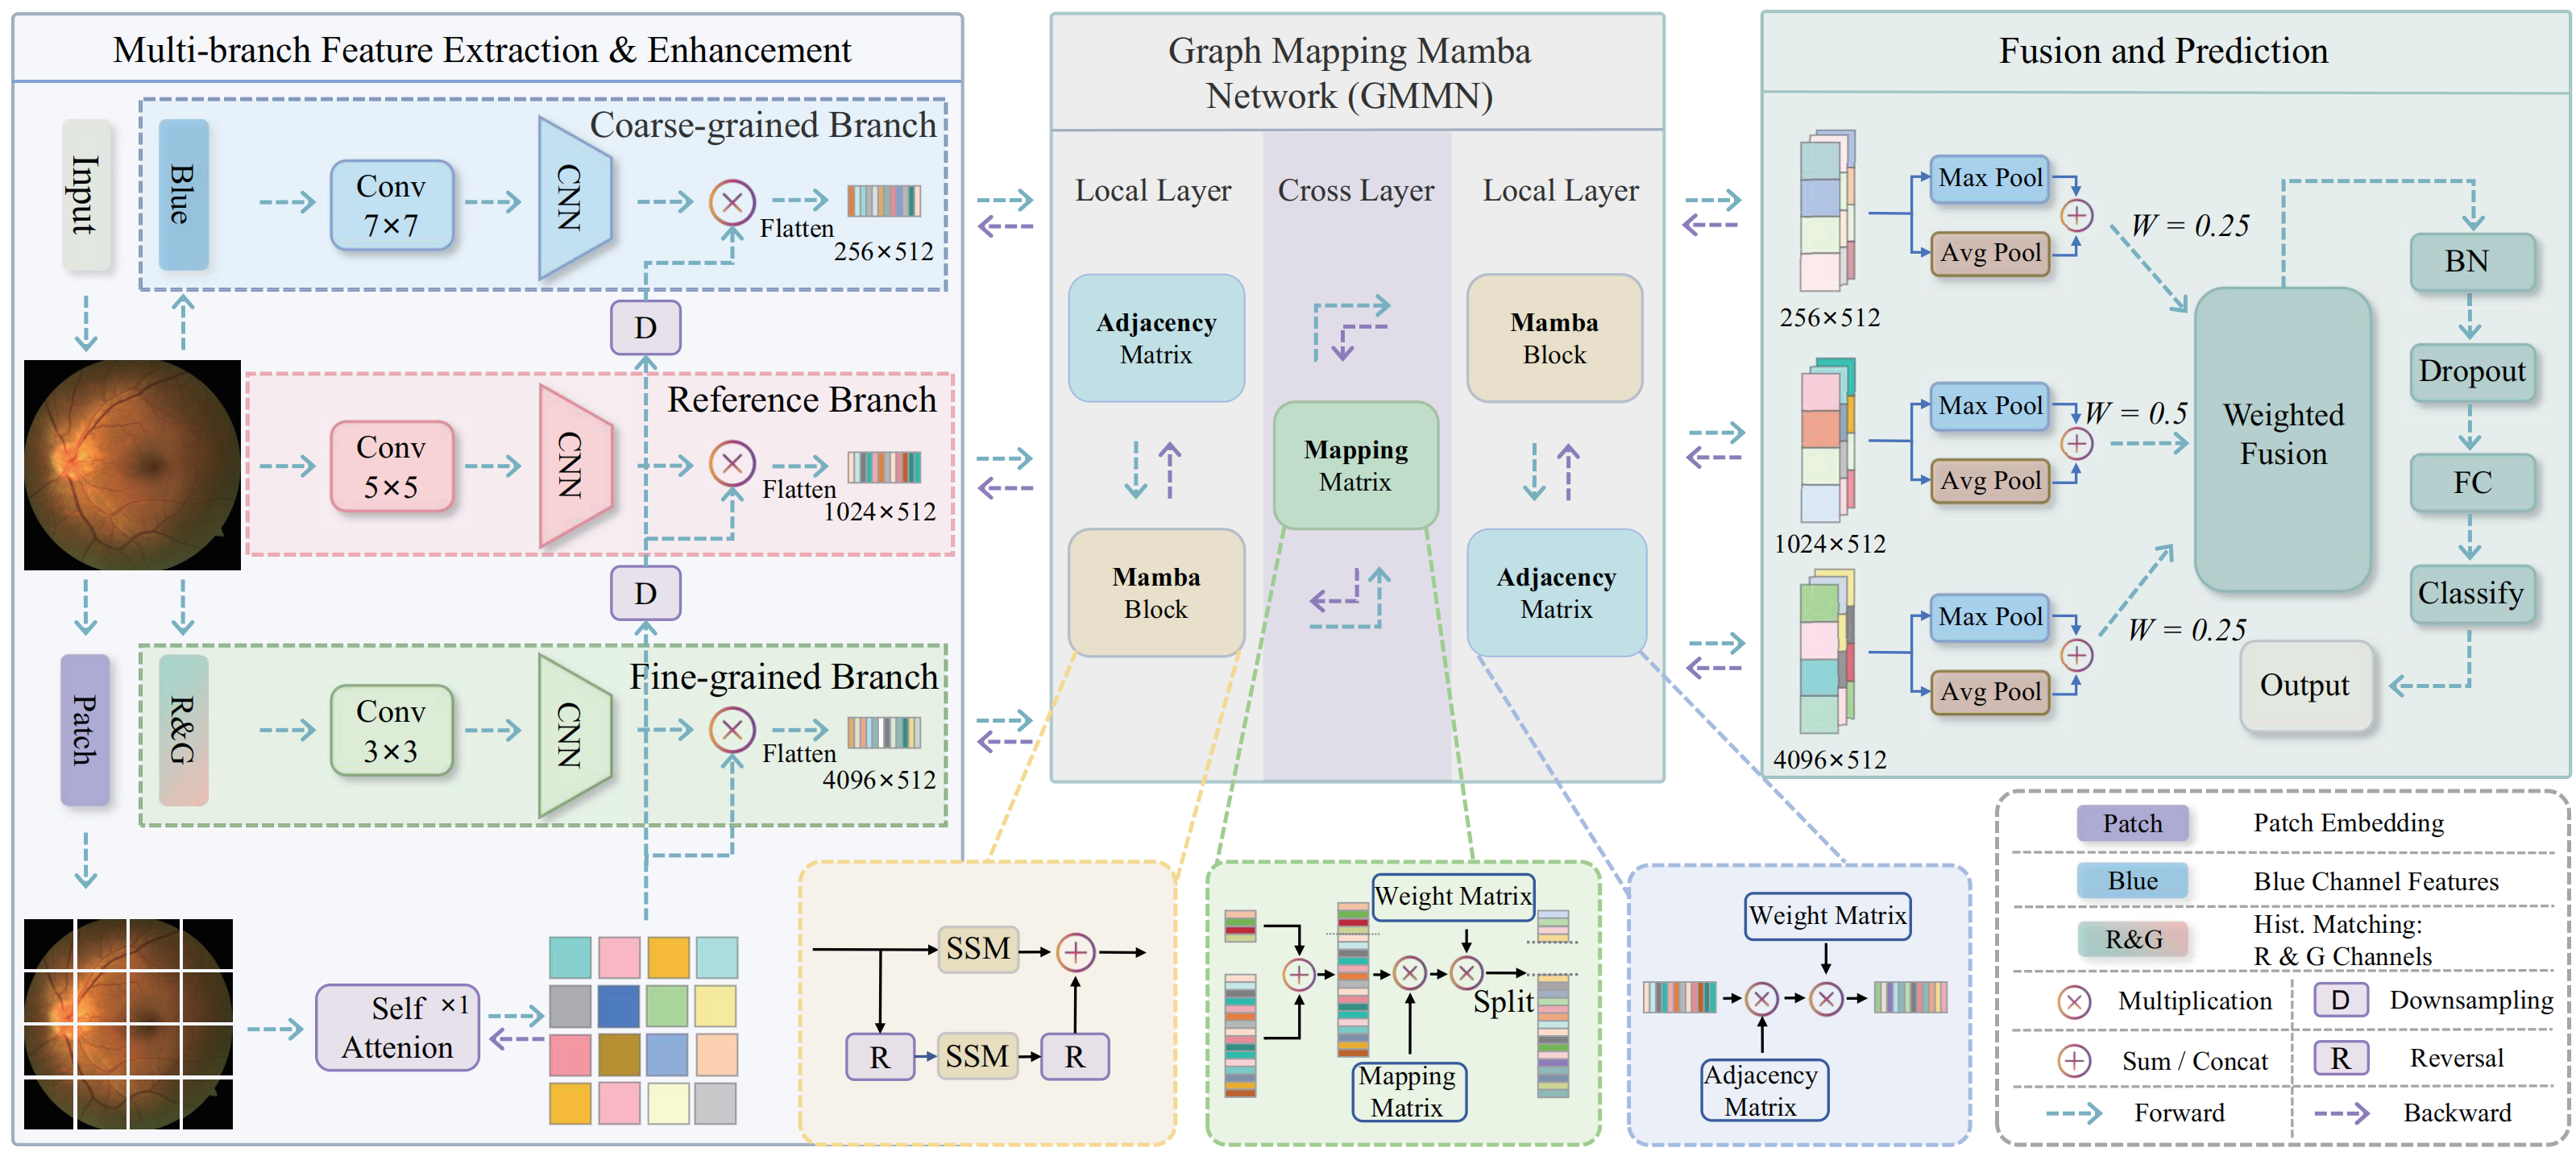 Multi-branch Feature Extraction & Enhancement
Input
Blue
Conv
7×7
CNN
Coarse-grained Branch
Flatten
256×512
D
Reference Branch
Conv
5×5
CNN
Flatten
1024×512
D
Patch
R&G
Conv
3×3
CNN
Fine-grained Branch
Flatten
4096×512
Self ×1
Attenion
Graph Mapping Mamba
Network (GMMN)
Local Layer
Cross Layer
Local Layer
Adjacency
Matrix
Mamba
Block
Mapping
Matrix
Mamba
Block
Adjacency
Matrix
SSM
R
SSM
R
Weight Matrix
Split
Mapping
Matrix
Weight Matrix
Adjacency
Matrix
Fusion and Prediction
256×512
Max Pool
Avg Pool
W = 0.25
1024×512
Max Pool
Avg Pool
W = 0.5
4096×512
Max Pool
Avg Pool
W = 0.25
Weighted
Fusion
BN
Dropout
FC
Classify
Output
Patch
Patch Embedding
Blue
Blue Channel Features
R&G
Hist. Matching:
R & G Channels
Multiplication
D
Downsampling
Sum / Concat
R
Reversal
Forward
Backward